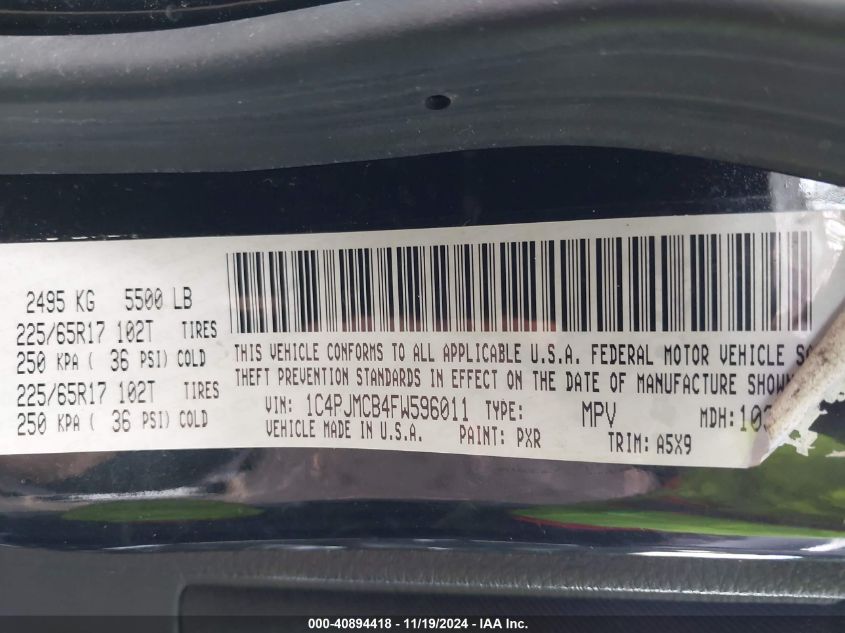 2495 KG 5500 LB
225/65R17 102T TIRES
250 KPA ( 36 PSI) COLD
225/65R17 102T TIRES
250 KPA ( 36 PSI) COLD
THIS VEHICLE CONFORMS TO ALL APPLICABLE U.S.A. FEDERAL MOTOR VEHICLE
THEFT PREVENTION STANDARDS IN EFFECT ON THE DATE OF MANUFACTURE SHOWN
VIN: 1C4PJMCB4FW596011 TYPE: MPV MDH: 103
VEHICLE MADE IN U.S.A. PAINT: PXR TRIM: A5X9
000-40894418 - 11/19/2024 - IAA Inc.